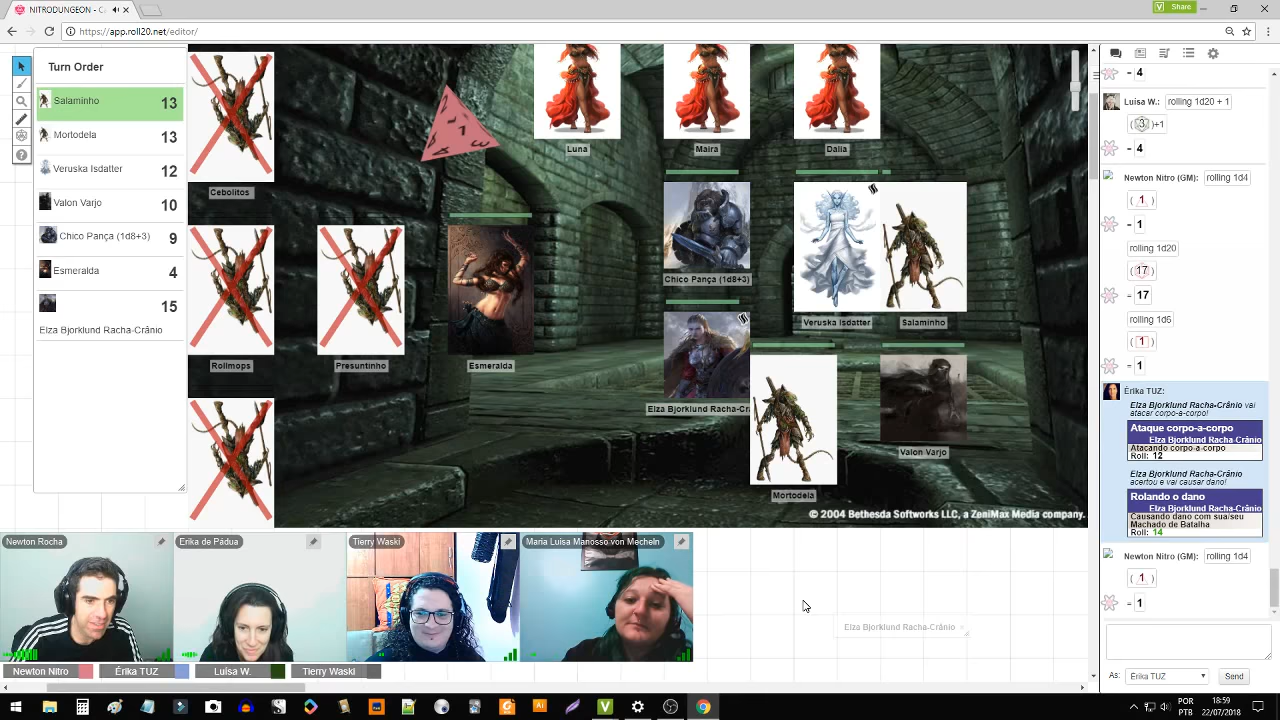 NITRODUNGEON - C
Share
https://app.roll20.net/editor/
Turn Order
Salaminho 13
Mortodela 13
Veruska Isdatter 12
Valon Varjo 10
Chico Pança (1d8+3) 9
Esmeralda 4
15
Elza Bjorklund Racha-Crânio
Cebolitos
Rollmops
Presuntinho
Esmeralda
Luna
Maira
Dalia
Chico Pança (1d8+3)
Veruska Isdatter
Salaminho
Elza Bjorklund Racha-Cr
Valon Varjo
Mortodela
© 2004 Bethesda Softworks LLC, a ZeniMax Media company.
= 4
Luísa W.: rolling 1d20 + 1
(3)+1
= 4
Newton Nitro (GM): rolling 1d4
(1)
= 1
rolling 1d20
(17)
= 17
rolling 1d6
(1)
= 1
Érika TUZ:
Elza Bjorklund Racha-Crânio vai
atacar corpo-a-corpo!
Ataque corpo-a-corpo
Elza Bjorklund Racha-Crânio
Atacando corpo-a-corpo
Roll: 12
Elza Bjorklund Racha-Crânio
acertou e vai causar dano!
Rolando o dano
Elza Bjorklund Racha-Crânio
Causando dano com sua/seu
Machado de Batalha
Roll: 14
Newton Nitro (GM): rolling 1d4
(1)
= 1
As: Érika TUZ Send
Newton Rocha
Erika de Pádua
Tierry Waski
Maria Luisa Manosso von Mecheln
Elza Bjorklund Racha-Crânio ×
Newton Nitro
Érika TUZ
Luísa W.
Tierry Waski
POR
PTB
18:59
22/07/2018